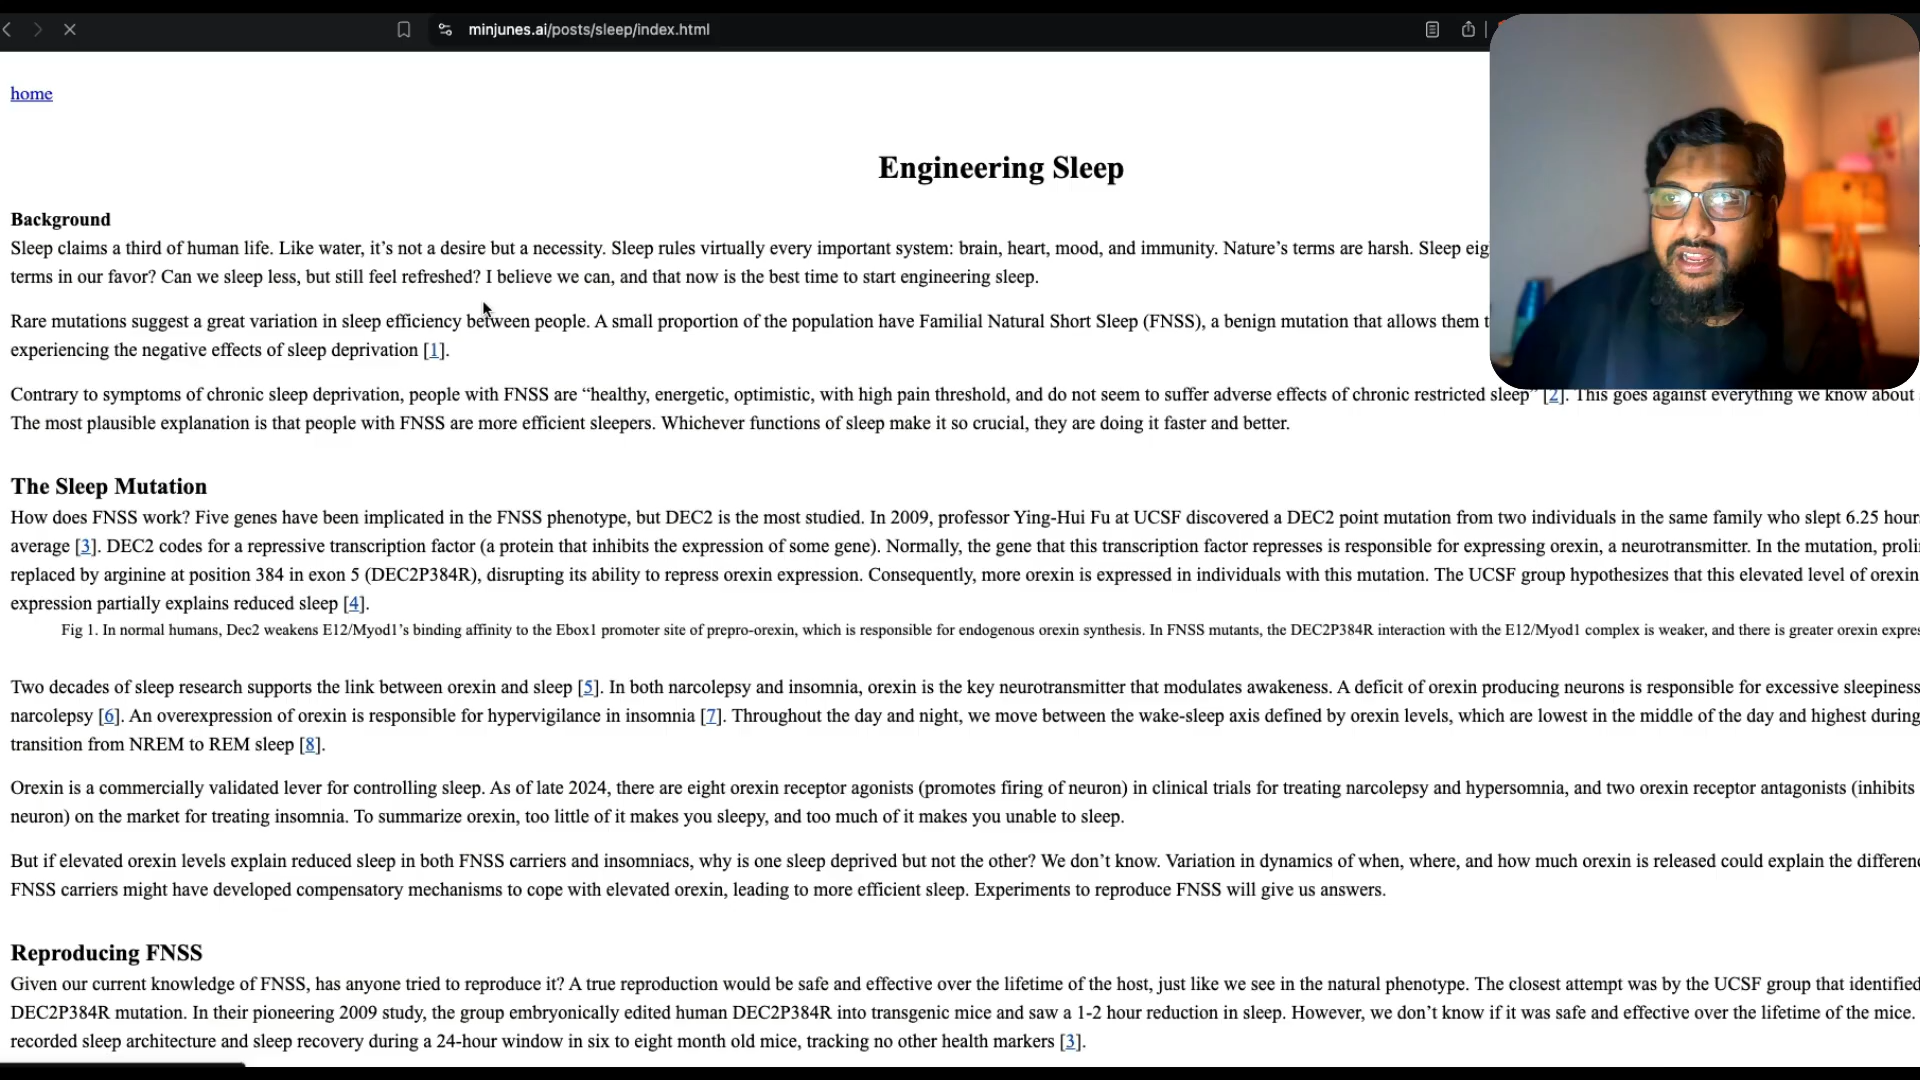 minjunes.ai/posts/sleep/index.html
home
Engineering Sleep
Background
Sleep claims a third of human life. Like water, it’s not a desire but a necessity. Sleep rules virtually every important system: brain, heart, mood, and immunity. Nature’s terms are harsh. Sleep
terms in our favor? Can we sleep less, but still feel refreshed? I believe we can, and that now is the best time to start engineering sleep.
Rare mutations suggest a great variation in sleep efficiency between people. A small proportion of the population have Familial Natural Short Sleep (FNSS), a benign mutation that allows them
experiencing the negative effects of sleep deprivation [1].
Contrary to symptoms of chronic sleep deprivation, people with FNSS are “healthy, energetic, optimistic, with high pain threshold, and do not seem to suffer adverse effects of chronic restricted sleep” [2]. This goes against everything we know about
The most plausible explanation is that people with FNSS are more efficient sleepers. Whichever functions of sleep make it so crucial, they are doing it faster and better.
The Sleep Mutation
How does FNSS work? Five genes have been implicated in the FNSS phenotype, but DEC2 is the most studied. In 2009, professor Ying-Hui Fu at UCSF discovered a DEC2 point mutation from two individuals in the same family who slept 6.25
average [3]. DEC2 codes for a repressive transcription factor (a protein that inhibits the expression of some gene). Normally, the gene that this transcription factor represses is responsible for expressing orexin, a neurotransmitter. In the mutation,
replaced by arginine at position 384 in exon 5 (DEC2P384R), disrupting its ability to repress orexin expression. Consequently, more orexin is expressed in individuals with this mutation. The UCSF group hypothesizes that this elevated level of orexin
expression partially explains reduced sleep [4].
Fig 1. In normal humans, Dec2 weakens E12/Myod1’s binding affinity to the Ebox1 promoter site of prepro-orexin, which is responsible for endogenous orexin synthesis. In FNSS mutants, the DEC2P384R interaction with the E12/Myod1 complex is weaker, and there is greater orexin
Two decades of sleep research supports the link between orexin and sleep [5]. In both narcolepsy and insomnia, orexin is the key neurotransmitter that modulates awakeness. A deficit of orexin producing neurons is responsible for excessive sleepiness
narcolepsy [6]. An overexpression of orexin is responsible for hypervigilance in insomnia [7]. Throughout the day and night, we move between the wake-sleep axis defined by orexin levels, which are lowest in the middle of the day and highest during
transition from NREM to REM sleep [8].
Orexin is a commercially validated lever for controlling sleep. As of late 2024, there are eight orexin receptor agonists (promotes firing of neuron) in clinical trials for treating narcolepsy and hypersomnia, and two orexin receptor antagonists (inhibits
neuron) on the market for treating insomnia. To summarize orexin, too little of it makes you sleepy, and too much of it makes you unable to sleep.
But if elevated orexin levels explain reduced sleep in both FNSS carriers and insomniacs, why is one sleep deprived but not the other? We don’t know. Variation in dynamics of when, where, and how much orexin is released could explain the
FNSS carriers might have developed compensatory mechanisms to cope with elevated orexin, leading to more efficient sleep. Experiments to reproduce FNSS will give us answers.
Reproducing FNSS
Given our current knowledge of FNSS, has anyone tried to reproduce it? A true reproduction would be safe and effective over the lifetime of the host, just like we see in the natural phenotype. The closest attempt was by the UCSF group that identified
DEC2P384R mutation. In their pioneering 2009 study, the group embryonically edited human DEC2P384R into transgenic mice and saw a 1-2 hour reduction in sleep. However, we don’t know if it was safe and effective over the lifetime of the mice.
recorded sleep architecture and sleep recovery during a 24-hour window in six to eight month old mice, tracking no other health markers [3].